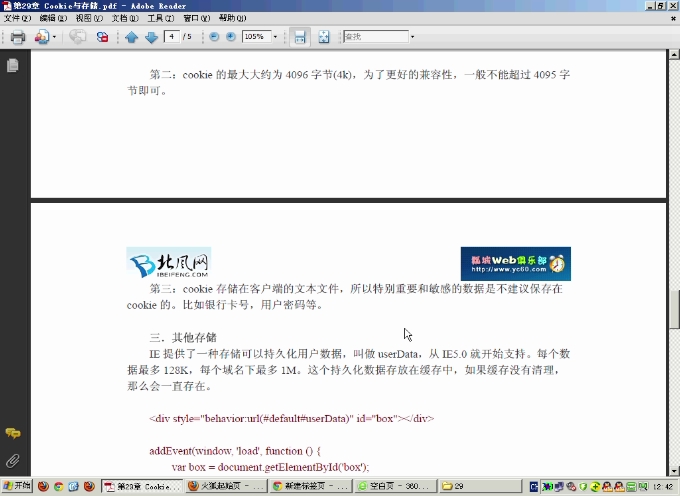 第29章 Cookie与存储.pdf - Adobe Reader
文件(F) 编辑(E) 视图(V) 文档(D) 工具(T) 窗口(W) 帮助(H)
4 / 5 105% 查找
第二：cookie 的最大大约为 4096 字节(4k)，为了更好的兼容性，一般不能超过 4095 字
节即可。
北风网
IBEIFENG.COM
瓢城Web俱乐部
http://www.yc60.com
第三：cookie 存储在客户端的文本文件，所以特别重要和敏感的数据是不建议保存在
cookie 的。比如银行卡号，用户密码等。
三．其他存储
IE 提供了一种存储可以持久化用户数据，叫做 userData，从 IE5.0 就开始支持。每个数
据最多 128K，每个域名下最多 1M。这个持久化数据存放在缓存中，如果缓存没有清理，
那么会一直存在。
<div style="behavior:url(#default#userData)" id="box"></div>
addEvent(window, 'load', function () {
var box = document.getElementById('box');
开始 第29章 Cookie... 火狐起始页 - ... 新建标签页 - ... 空白页 - 360... 29 12:42